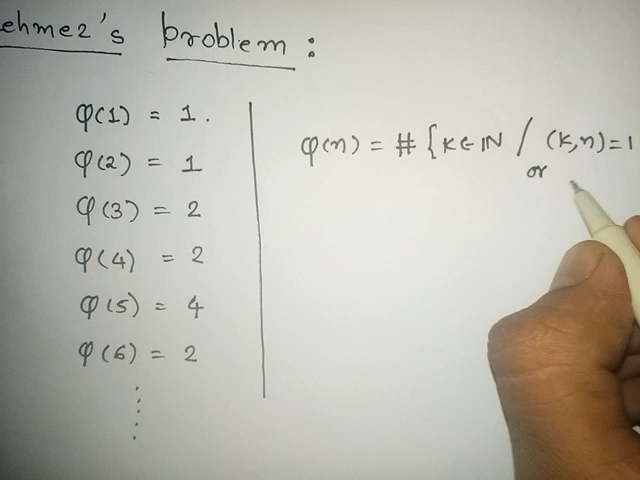 ehmer's problem :
φ(1) = 1.
φ(2) = 1
φ(3) = 2
φ(4) = 2
φ(5) = 4
φ(6) = 2
φ(n) = # {k∈ℕ / (k,n)=1
or